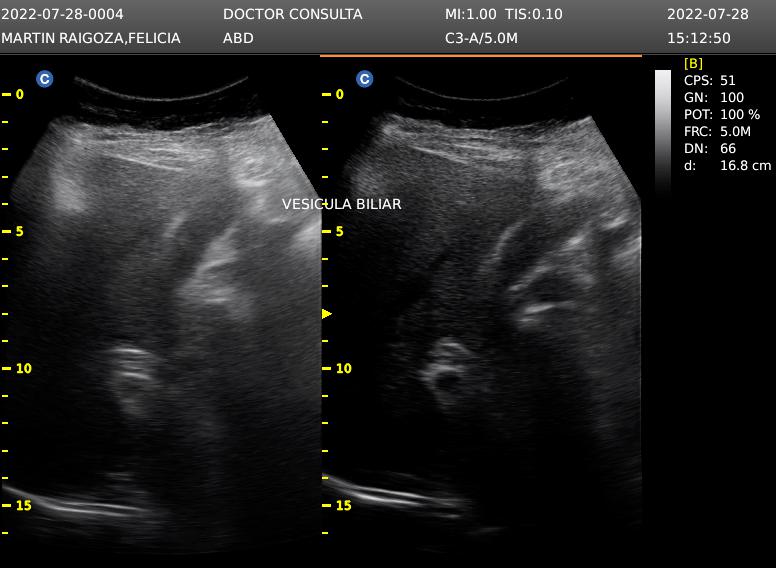 2022-07-28-0004 DOCTOR CONSULTA MI:1.00 TIS:0.10 2022-07-28
MARTIN RAIGOZA,FELICIA ABD C3-A/5.0M 15:12:50
C C
[B]
CPS: 51
GN: 100
POT: 100 %
FRC: 5.0M
DN: 66
d: 16.8 cm
0 0
VESICULA BILIAR
5 5
10 10
15 15